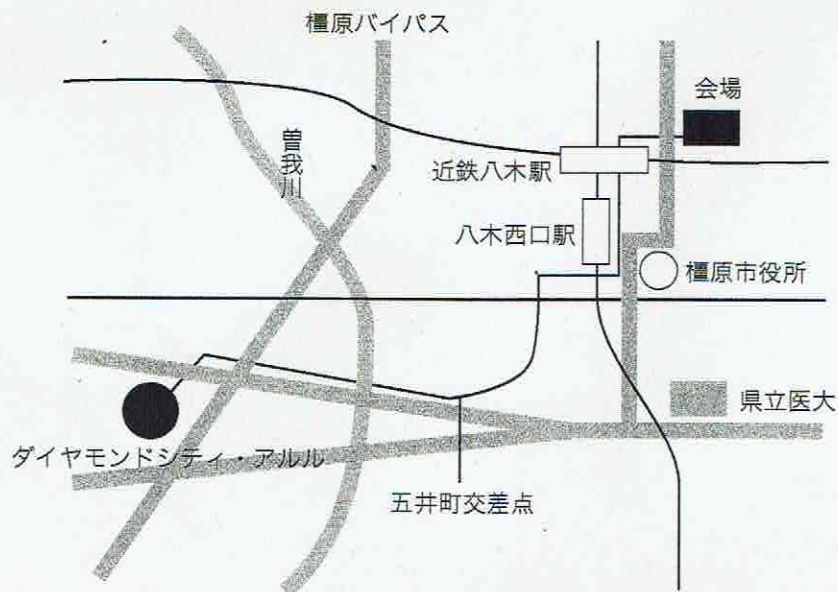 橿原バイパス
会場
曽我川
近鉄八木駅
八木西口駅
橿原市役所
県立医大
ダイヤモンドシティ・アルル
五井町交差点